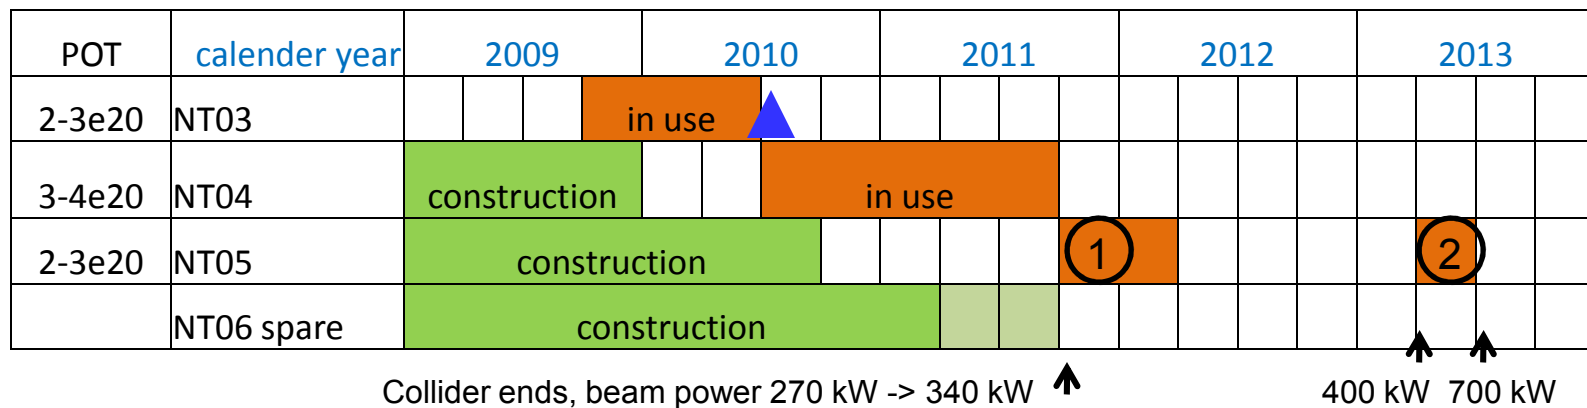 POT calender year 2009 2010 2011 2012 2013
2-3e20 NT03 in use
3-4e20 NT04 construction in use
2-3e20 NT05 construction 1 2
NT06 spare construction
Collider ends, beam power 270 kW -> 340 kW 400 kW 700 kW